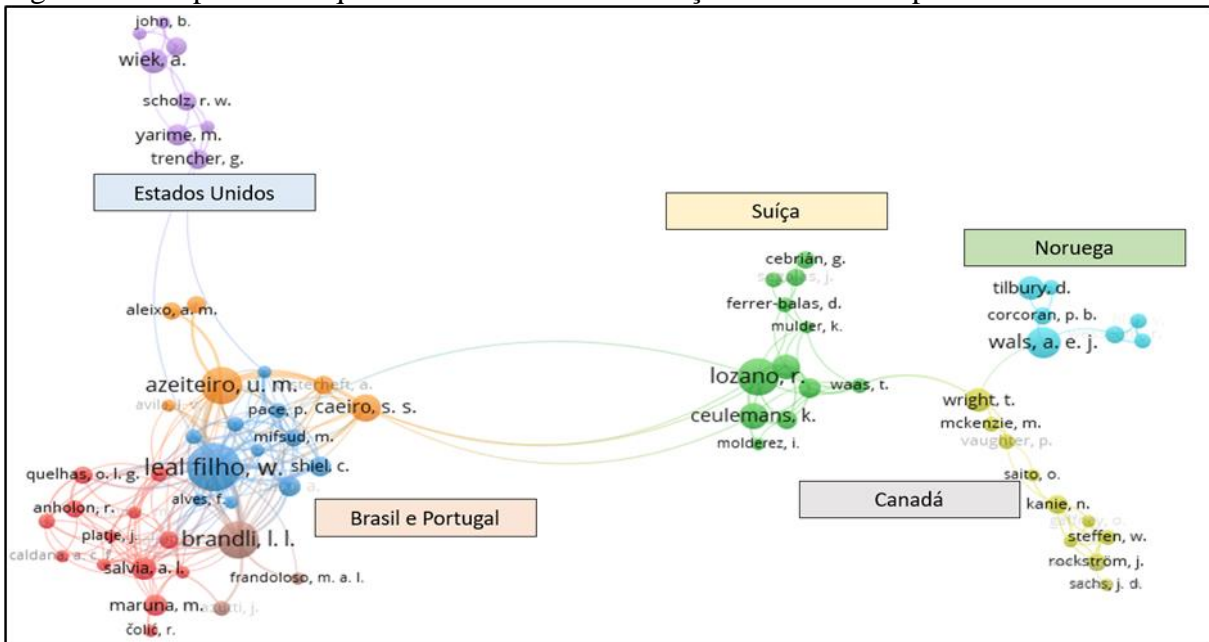 john, b.
wiek, a.
scholz, r. w.
yarime, m.
trencher, g.
Estados Unidos
aleixo, a. m.
azeiteiro, u. m.
caeiro, s. s.
pace, p.
mifsud, m.
leal filho, w.
shiel, c.
quelhas, o. l. g.
alves, f.
anholon, r.
Brasil e Portugal
platje, j.
brandli, l. l.
caldana, a. c. f.
salvia, a. l.
frandoloso, m. a. l.
maruna, m.
čolić, r.
Suíça
cebrián, g.
ferrer-balas, d.
mulder, k.
lozano, r.
waas, t.
ceulemans, k.
molderez, i.
Noruega
tilbury, d.
corcoran, p. b.
wals, a. e. j.
wright, t.
mckenzie, m.
vaughter, p.
saito, o.
Canadá
kanie, n.
steffen, w.
rockström, j.
sachs, j. d.